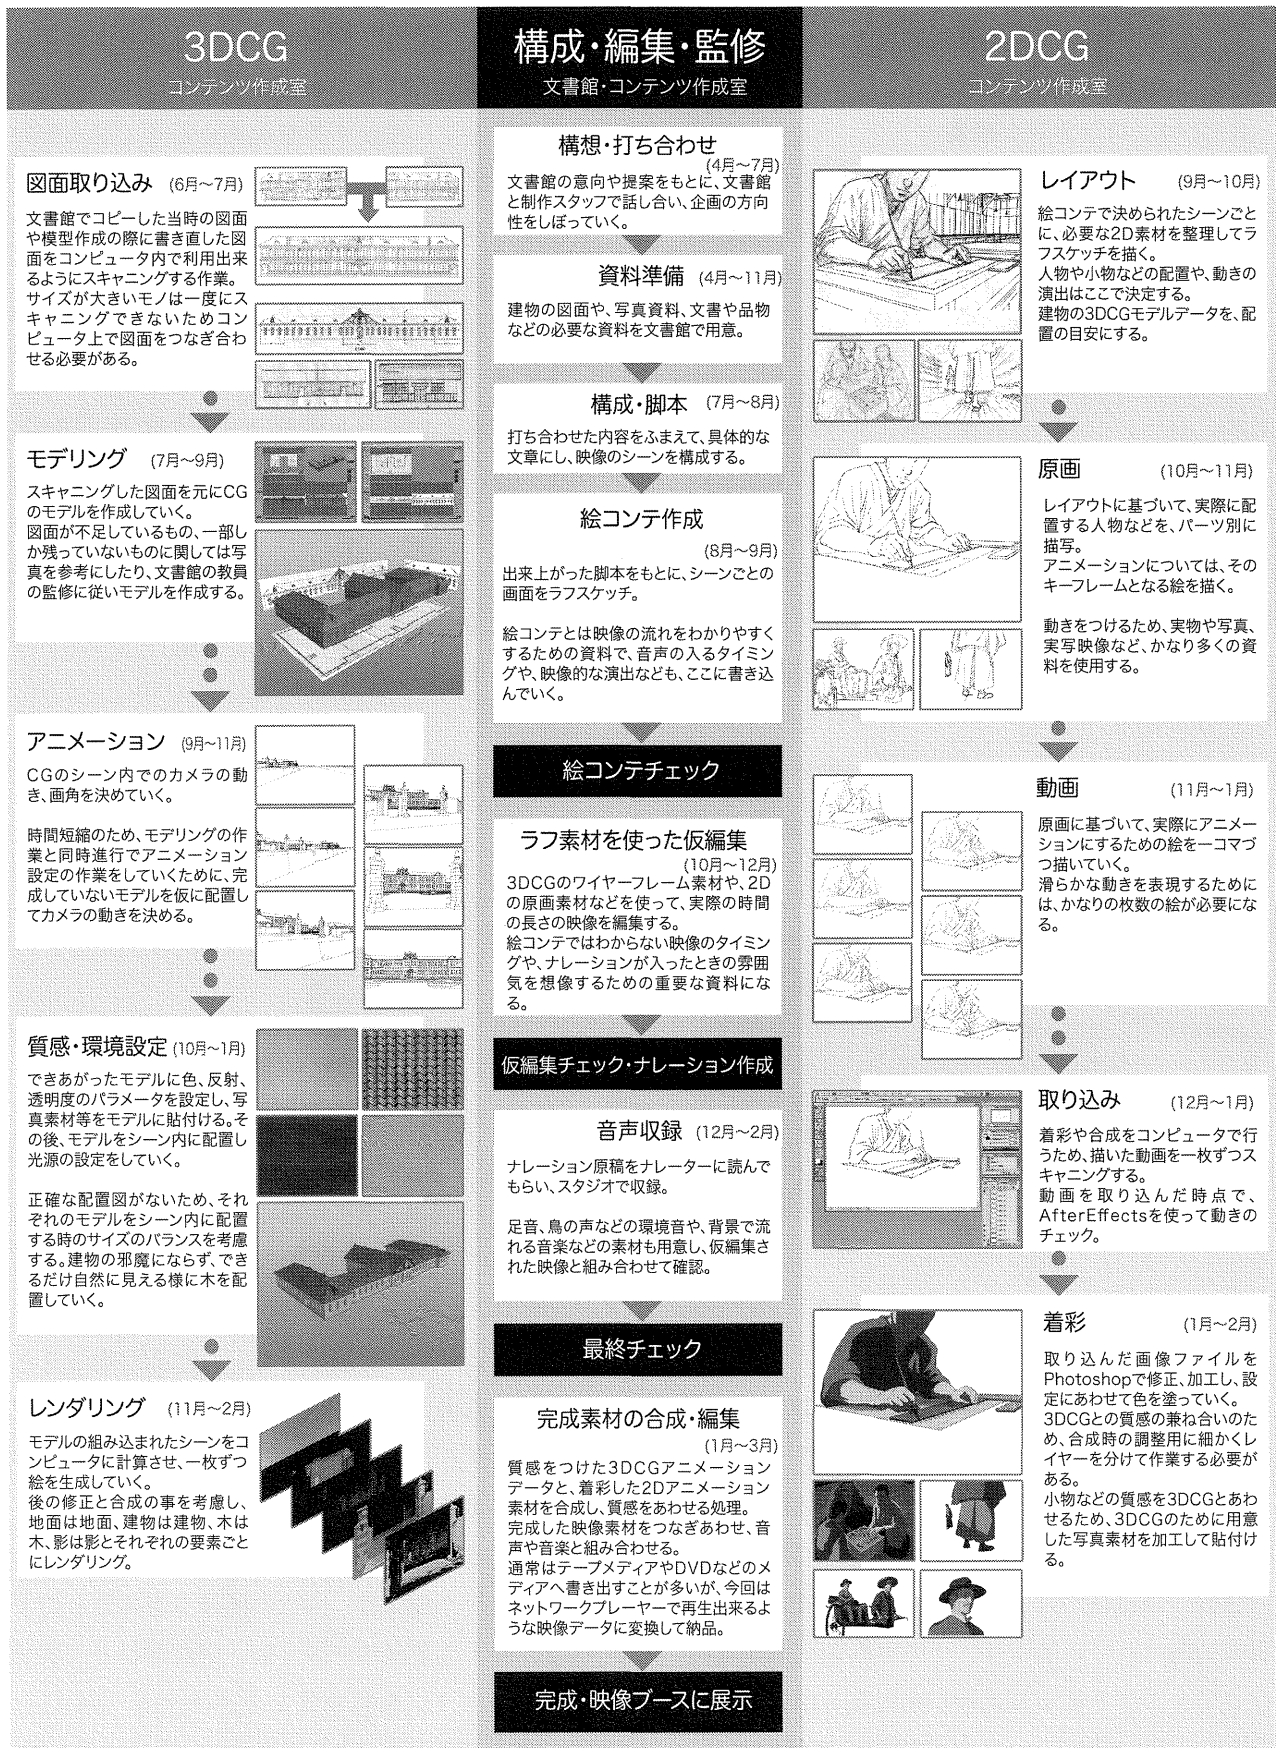 3DCG
コンテンツ作成室
図面取り込み (6月～7月)
文書館でコピーした当時の図面
や模型作成の際に書き直した図
面をコンピュータ内で利用出来
るようにスキャニングする作業。
サイズが大きいモノは一度にス
キャニングできないためコン
ピュータ上で図面をつなぎ合わ
せる必要がある。
モデリング (7月～9月)
スキャニングした図面を元にCG
のモデルを作成していく。
図面が不足しているもの、一部し
か残っていないものに関しては写
真を参考にしたり、文書館の教員
の監修に従いモデルを作成する。
アニメーション (9月～11月)
CGのシーン内でのカメラの動
き、画角を決めていく。
時間短縮のため、モデリングの作
業と同時進行でアニメーション
設定の作業をしていくために、完
成していないモデルを仮に配置し
てカメラの動きを決める。
質感・環境設定 (10月～1月)
できあがったモデルに色、反射、
透明度のパラメータを設定し、写
真素材等をモデルに貼付ける。そ
の後、モデルをシーン内に配置し
光源の設定をしていく。
正確な配置図がないため、それ
ぞれのモデルをシーン内に配置
する時のサイズのバランスを考慮
する。建物の邪魔にならず、でき
るだけ自然に見える様に木を配
置していく。
レンダリング (11月～2月)
モデルの組み込まれたシーンをコ
ンピュータに計算させ、一枚ずつ
絵を生成していく。
後の修正と合成の事を考慮し、
地面は地面、建物は建物、木は
木、影は影とそれぞれの要素ごと
にレンダリング。
構成・編集・監修
文書館・コンテンツ作成室
構想・打ち合わせ
(4月～7月)
文書館の意向や提案をもとに、文書館
と制作スタッフで話し合い、企画の方向
性をしぼっていく。
資料準備 (4月～11月)
建物の図面や、写真資料、文書や品物
などの必要な資料を文書館で用意。
構成・脚本 (7月～8月)
打ち合わせた内容をふまえて、具体的な
文章にし、映像のシーンを構成する。
絵コンテ作成
(8月～9月)
出来上がった脚本をもとに、シーンごとの
画面をラフスケッチ。
絵コンテとは映像の流れをわかりやすく
するための資料で、音声の入るタイミン
グや、映像的な演出なども、ここに書き込
んでいく。
絵コンテチェック
ラフ素材を使った仮編集
(10月～12月)
3DCGのワイヤーフレーム素材や、2D
の原画素材などを使って、実際の時間
の長さの映像を編集する。
絵コンテではわからない映像のタイミン
グや、ナレーションが入ったときの雰囲
気を想像するための重要な資料にな
る。
仮編集チェック・ナレーション作成
音声収録 (12月～2月)
ナレーション原稿をナレーターに読んで
もらい、スタジオで収録。
足音、鳥の声などの環境音や、背景で流
れる音楽などの素材も用意し、仮編集さ
れた映像と組み合わせて確認。
最終チェック
完成素材の合成・編集
(1月～3月)
質感をつけた3DCGアニメーション
データと、着彩した2Dアニメーション
素材を合成し、質感をあわせる処理。
完成した映像素材をつなぎあわせ、音
声や音楽と組み合わせる。
通常はテープメディアやDVDなどのメ
ディアへ書き出すことが多いが、今回は
ネットワークプレーヤーで再生出来るよ
うな映像データに変換して納品。
完成・映像ブースに展示
2DCG
コンテンツ作成室
レイアウト (9月～10月)
絵コンテで決められたシーンごと
に、必要な2D素材を整理してラ
フスケッチを描く。
人物や小物などの配置や、動きの
演出はここで決定する。
建物の3DCGモデルデータを、配
置の目安にする。
原画 (10月～11月)
レイアウトに基づいて、実際に配
置する人物などを、パーツ別に
描写。
アニメーションについては、その
キーフレームとなる絵を描く。
動きをつけるため、実物や写真、
実写映像など、かなり多くの資
料を使用する。
動画 (11月～1月)
原画に基づいて、実際にアニメー
ションにするための絵を一コマづ
つ描いていく。
滑らかな動きを表現するために
は、かなりの枚数の絵が必要にな
る。
取り込み (12月～1月)
着彩や合成をコンピュータで行
うため、描いた動画を一枚ずつス
キャニングする。
動画を取り込んだ時点で、
AfterEffectsを使って動きの
チェック。
着彩 (1月～2月)
取り込んだ画像ファイルを
Photoshopで修正、加工し、設
定にあわせて色を塗っていく。
3DCGとの質感の兼ね合いのた
め、合成時の調整用に細かくレ
イヤーを分けて作業する必要が
ある。
小物などの質感を3DCGとあわ
せるため、3DCGのために用意
した写真素材を加工して貼付け
る。